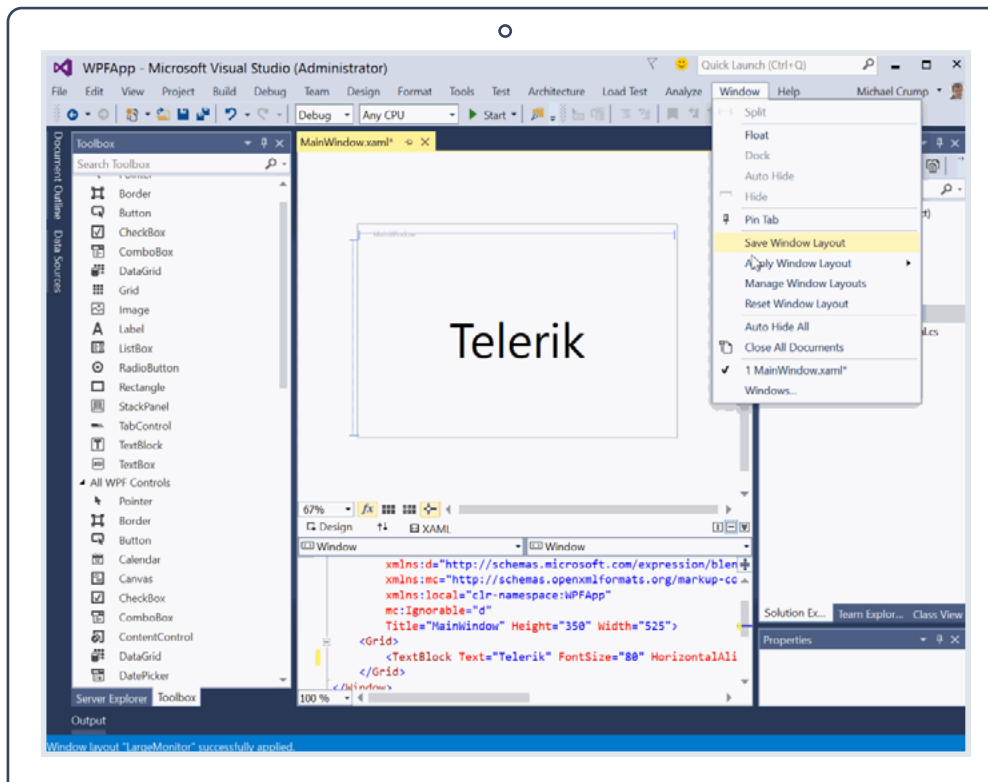 WPFApp - Microsoft Visual Studio (Administrator)
Quick Launch (Ctrl+Q)
File Edit View Project Build Debug Team Design Format Tools Test Architecture Load Test Analyze Window Help Michael Crump
Debug Any CPU Start
Document Outline
Data Sources
Toolbox
Search Toolbox
Pointer
Border
Button
CheckBox
ComboBox
DataGrid
Grid
Image
Label
ListBox
RadioButton
Rectangle
StackPanel
TabControl
TextBlock
TextBox
All WPF Controls
Pointer
Border
Button
Calendar
Canvas
CheckBox
ComboBox
ContentControl
DataGrid
DatePicker
Server Explorer Toolbox
MainWindow.xaml*
MainWindow
Telerik
67%
Design XAML
Window Window
xmlns:d="http://schemas.microsoft.com/expression/blen
xmlns:mc="http://schemas.openxmlformats.org/markup-co
xmlns:local="clr-namespace:WPFApp"
mc:Ignorable="d"
Title="MainWindow" Height="350" Width="525">
<Grid>
<TextBlock Text="Telerik" FontSize="80" HorizontalAli
</Grid>
</Window>
100 %
Split
Float
Dock
Auto Hide
Hide
Pin Tab
Save Window Layout
Apply Window Layout
Manage Window Layouts
Reset Window Layout
Auto Hide All
Close All Documents
1 MainWindow.xaml*
Windows...
Solution Ex... Team Explor... Class View
Properties
Output
Window layout "LargeMonitor" successfully applied.